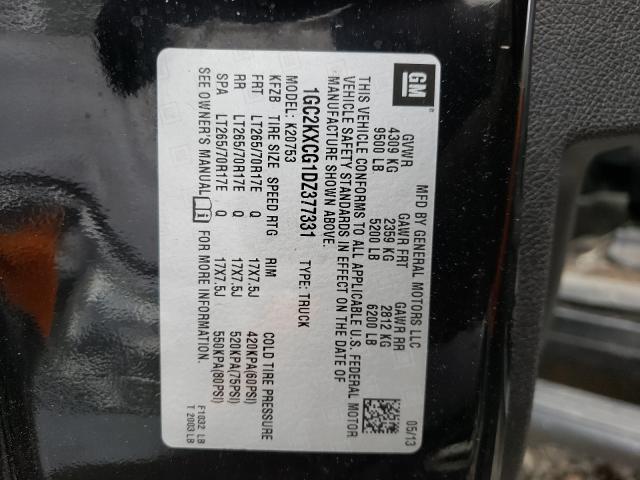 GM
MFD BY GENERAL MOTORS LLC 05/13
GVWR GAWR FRT GAWR RR
4309 KG 2359 KG 2812 KG
9500 LB 5200 LB 6200 LB
THIS VEHICLE CONFORMS TO ALL APPLICABLE U.S. FEDERAL MOTOR
VEHICLE SAFETY STANDARDS IN EFFECT ON THE DATE OF
MANUFACTURE SHOWN ABOVE.
1GC2KXCG1DZ377331 TYPE: TRUCK
MODEL: K20753
KFZB TIRE SIZE SPEED RTG RIM COLD TIRE PRESSURE
FRT LT265/70R17E Q 17X7.5J 420KPA(60PSI)
RR LT265/70R17E Q 17X7.5J 520KPA(75PSI)
SPA LT265/70R17E Q 17X7.5J 550KPA(80PSI)
SEE OWNER'S MANUAL FOR MORE INFORMATION.
F1032 LB
T 2003 LB